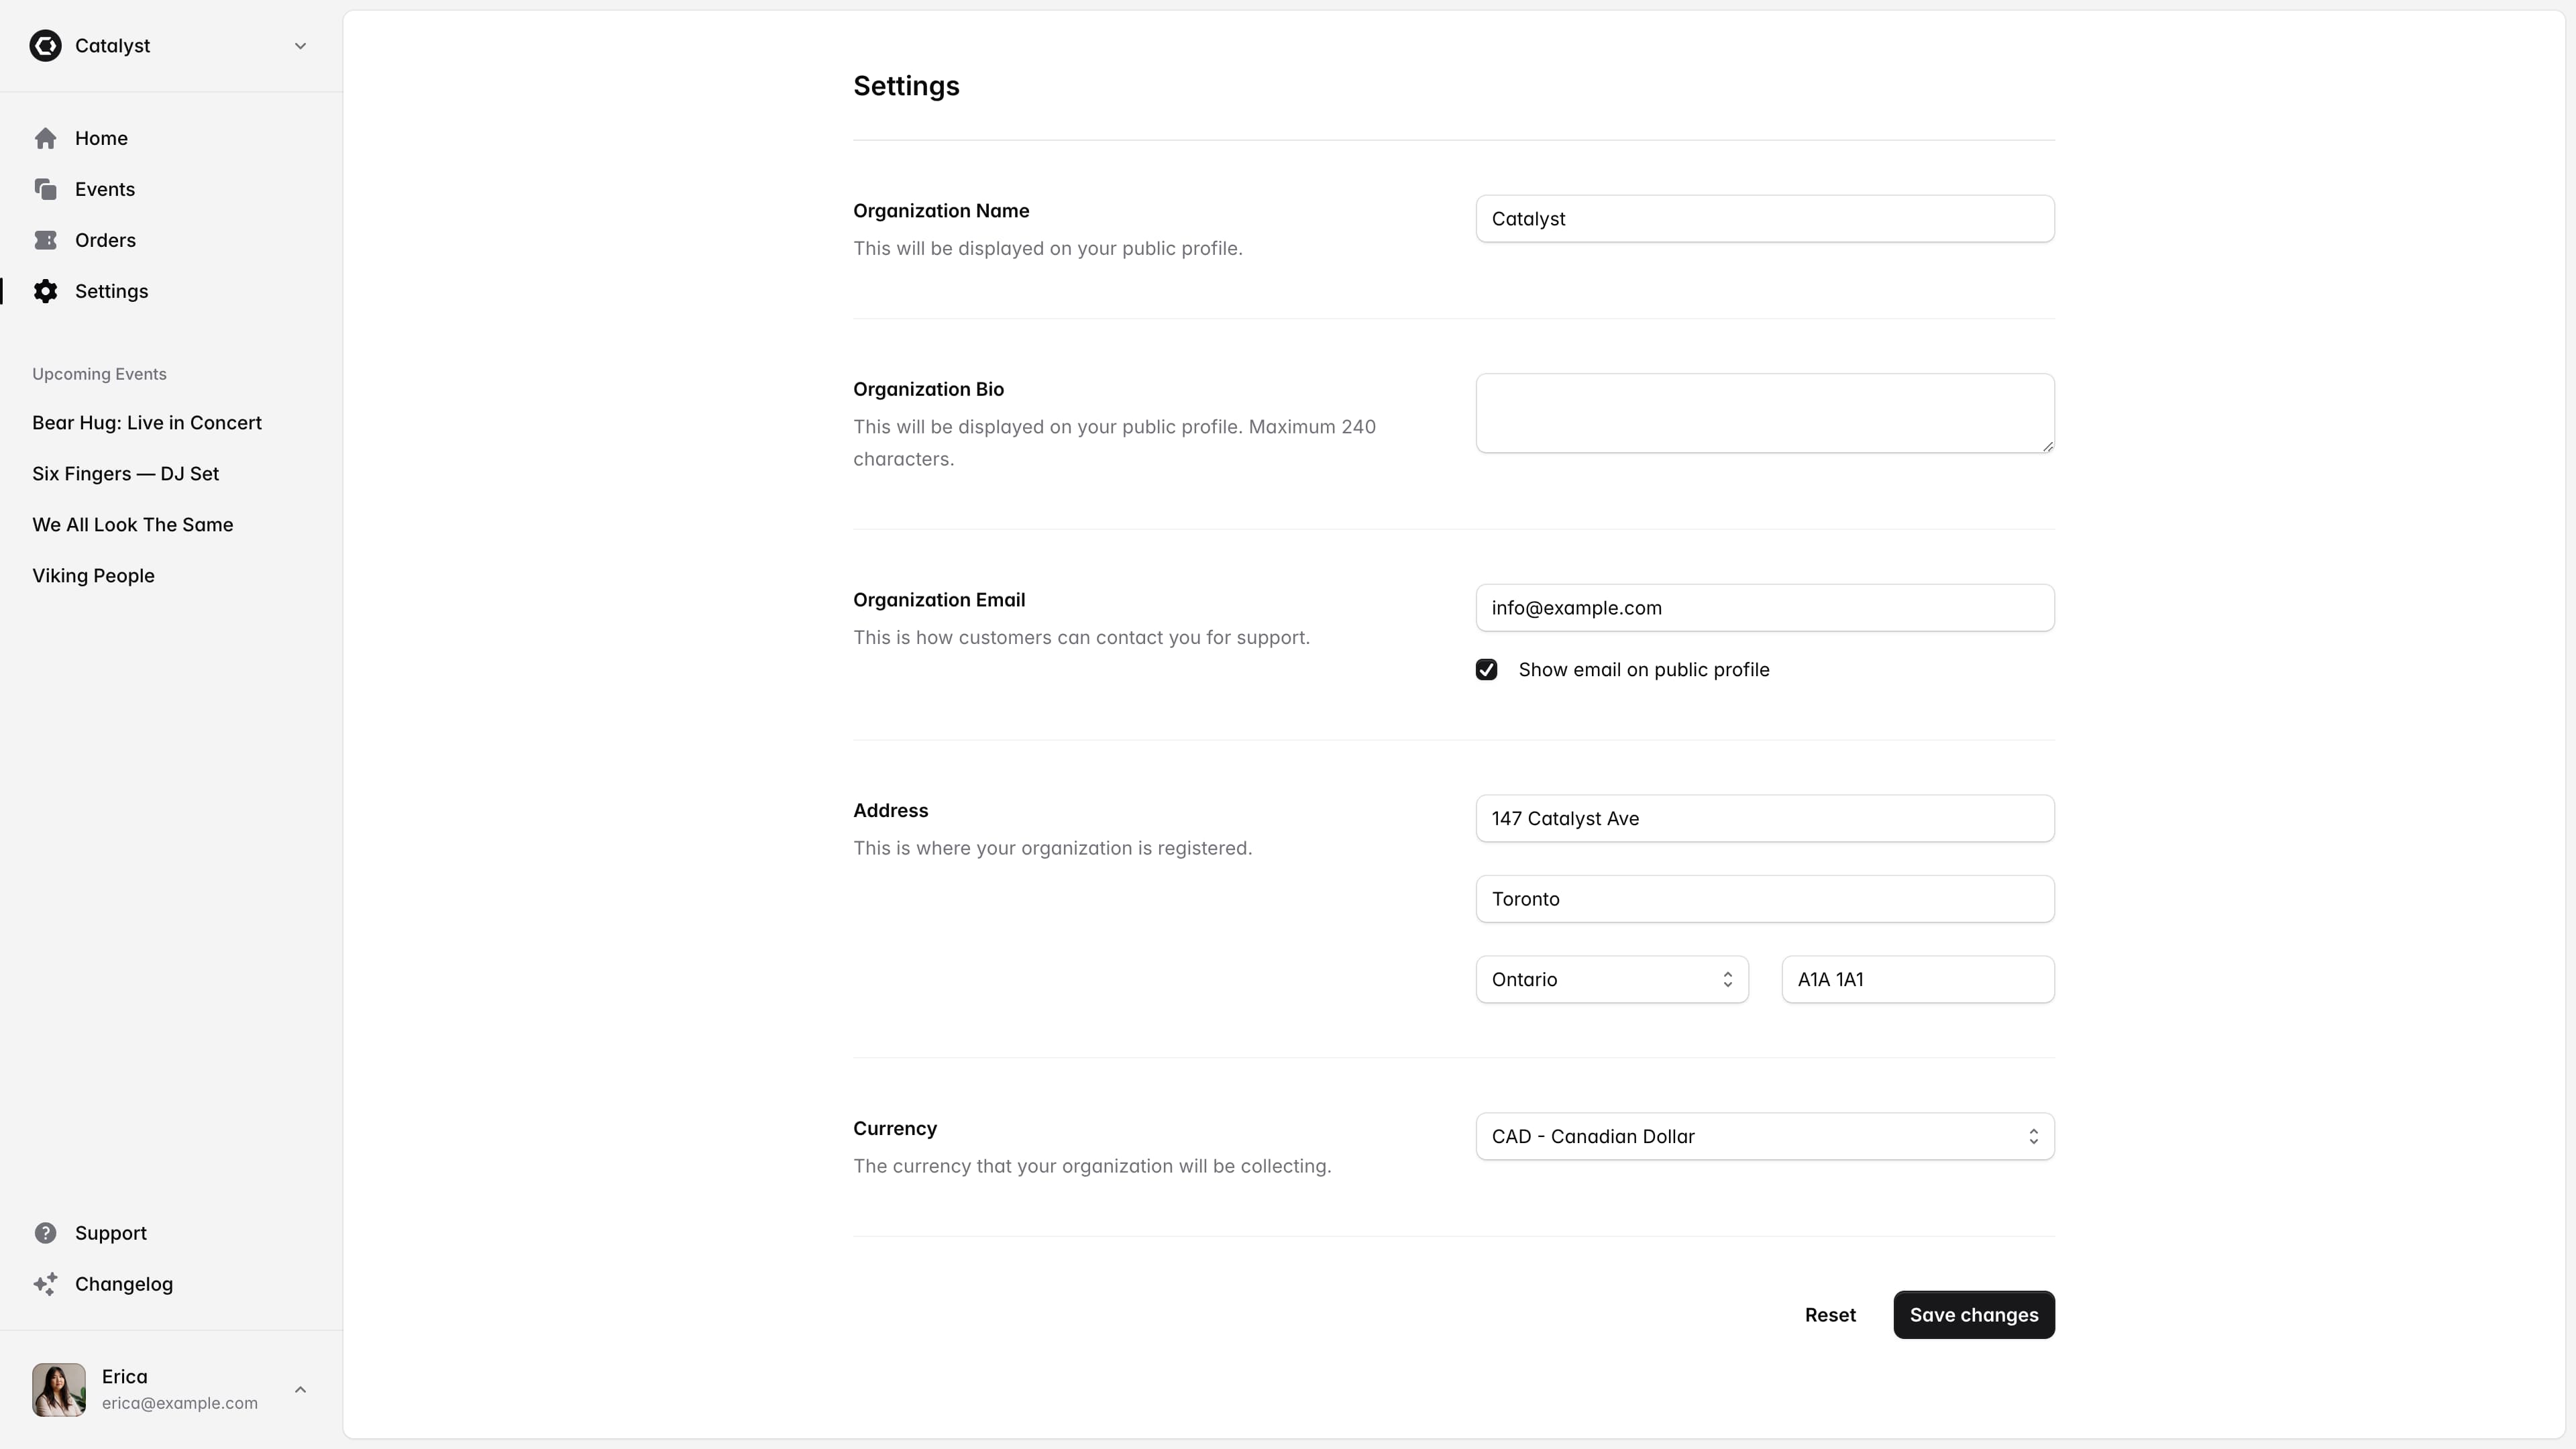 Catalyst
Home
Events
Orders
Settings
Upcoming Events
Bear Hug: Live in Concert
Six Fingers — DJ Set
We All Look The Same
Viking People
Support
Changelog
Erica
erica@example.com
Settings
Organization Name
This will be displayed on your public profile.
Catalyst
Organization Bio
This will be displayed on your public profile. Maximum 240
characters.
Organization Email
This is how customers can contact you for support.
info@example.com
Show email on public profile
Address
This is where your organization is registered.
147 Catalyst Ave
Toronto
Ontario
A1A 1A1
Currency
The currency that your organization will be collecting.
CAD - Canadian Dollar
Reset
Save changes